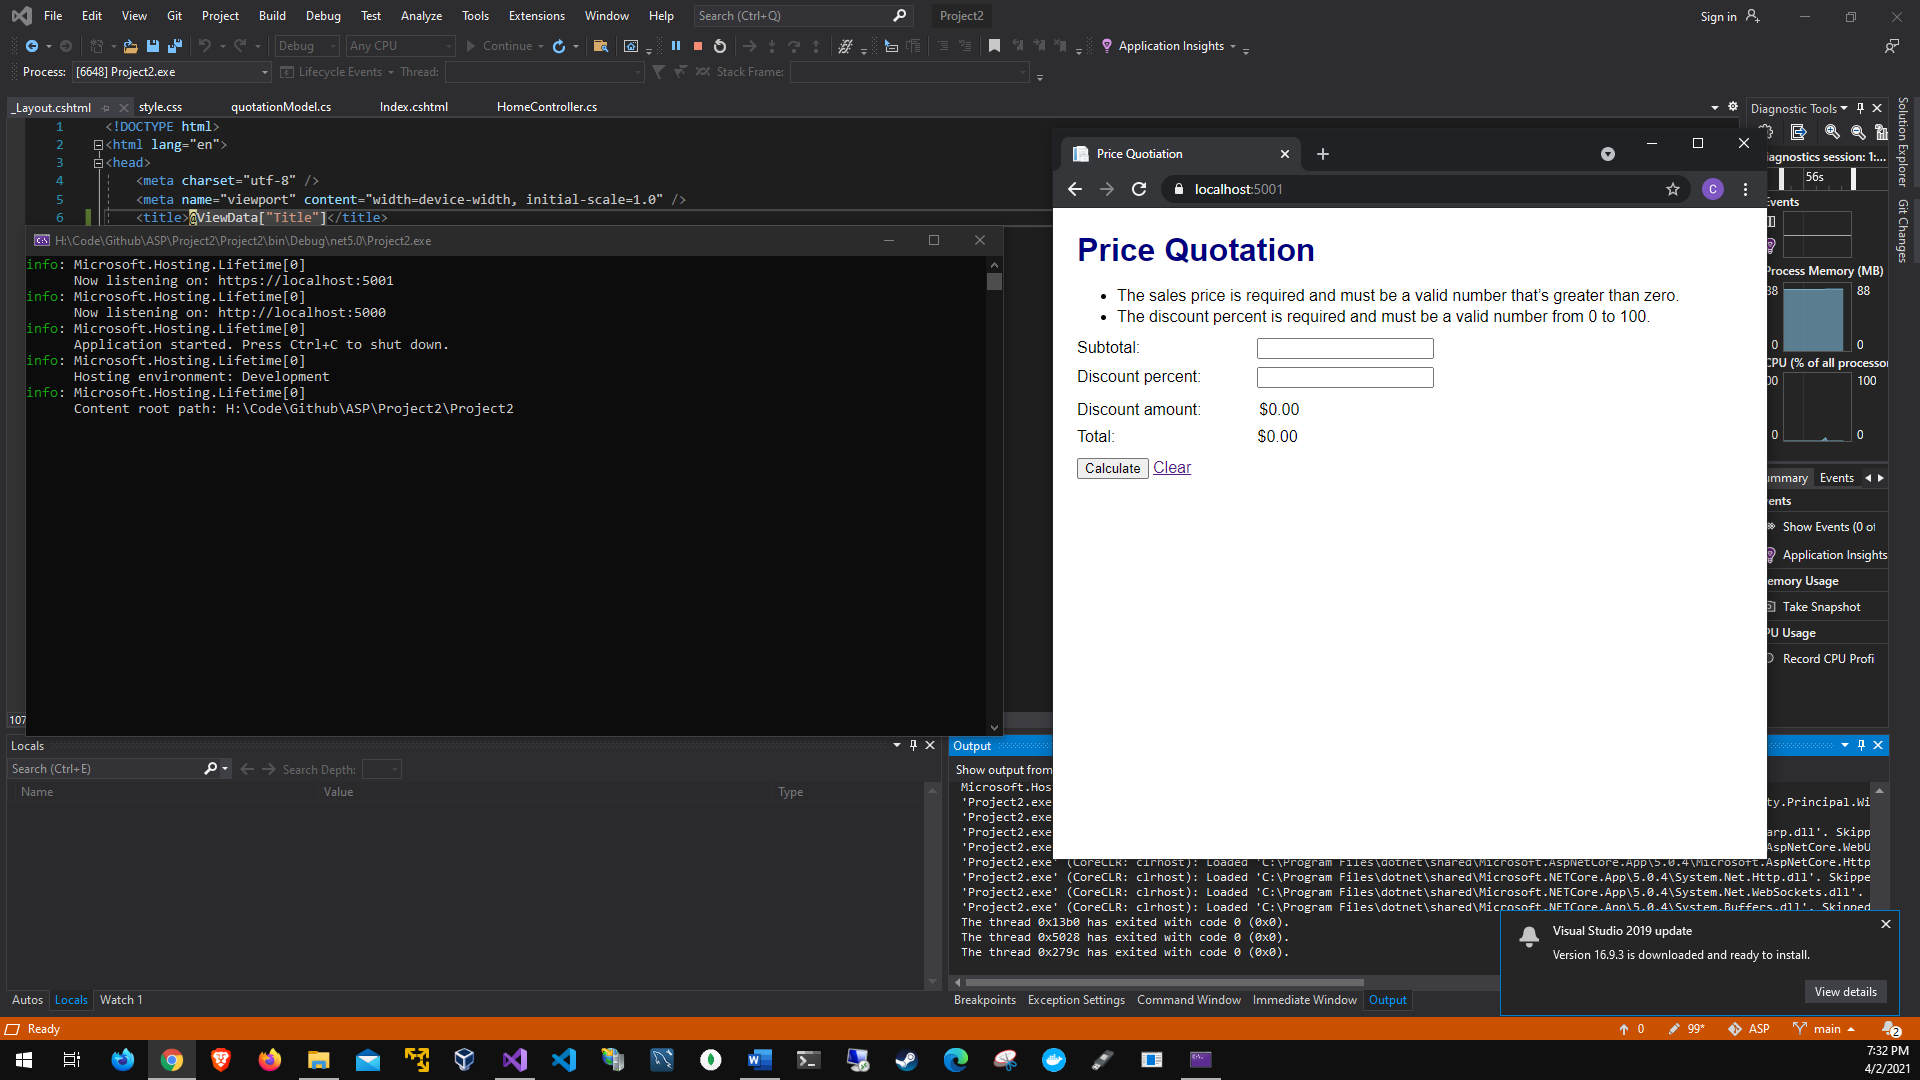 File Edit View Git Project Build Debug Test Analyze Tools Extensions Window Help Search (Ctrl+Q) Project2 Sign in
Debug Any CPU Continue Application Insights
Process: [6648] Project2.exe Lifecycle Events Thread: Stack Frame:
_Layout.cshtml style.css quotationModel.cs Index.cshtml HomeController.cs
1 <!DOCTYPE html>
2 <html lang="en">
3 <head>
4 <meta charset="utf-8" />
5 <meta name="viewport" content="width=device-width, initial-scale=1.0" />
6 <title>@ViewData["Title"]</title>
H:\Code\Github\ASP\Project2\Project2\bin\Debug\net5.0\Project2.exe
info: Microsoft.Hosting.Lifetime[0]
Now listening on: https://localhost:5001
info: Microsoft.Hosting.Lifetime[0]
Now listening on: http://localhost:5000
info: Microsoft.Hosting.Lifetime[0]
Application started. Press Ctrl+C to shut down.
info: Microsoft.Hosting.Lifetime[0]
Hosting environment: Development
info: Microsoft.Hosting.Lifetime[0]
Content root path: H:\Code\Github\ASP\Project2\Project2
107
Price Quotiation
localhost:5001
C
Price Quotation
• The sales price is required and must be a valid number that's greater than zero.
• The discount percent is required and must be a valid number from 0 to 100.
Subtotal:
Discount percent:
Discount amount: $0.00
Total: $0.00
Calculate Clear
Diagnostic Tools
iagnostics session: 1:...
56s
Events
Process Memory (MB)
88 88
0 0
CPU (% of all processo
00 100
0 0
ummary Events
ents
Show Events (0 of
Application Insights
emory Usage
Take Snapshot
PU Usage
Record CPU Profi
Solution Explorer
Git Changes
Locals
Search (Ctrl+E) Search Depth:
Name Value Type
Autos Locals Watch 1
Output
Show output from
Microsoft.Hos
'Project2.exe ty.Principal.Wi
'Project2.exe
'Project2.exe arp.dll'. Skipp
'Project2.exe AspNetCore.WebU
'Project2.exe' (CoreCLR: clrhost): Loaded 'C:\Program Files\dotnet\shared\Microsoft.AspNetCore.App\5.0.4\Microsoft.AspNetCore.Http
'Project2.exe' (CoreCLR: clrhost): Loaded 'C:\Program Files\dotnet\shared\Microsoft.NETCore.App\5.0.4\System.Net.Http.dll'. Skippe
'Project2.exe' (CoreCLR: clrhost): Loaded 'C:\Program Files\dotnet\shared\Microsoft.NETCore.App\5.0.4\System.Net.WebSockets.dll'.
'Project2.exe' (CoreCLR: clrhost): Loaded 'C:\Program Files\dotnet\shared\Microsoft.NETCore.App\5.0.4\System.Buffers.dll'. Skinned
The thread 0x13b0 has exited with code 0 (0x0).
The thread 0x5028 has exited with code 0 (0x0).
The thread 0x279c has exited with code 0 (0x0).
Breakpoints Exception Settings Command Window Immediate Window Output
Visual Studio 2019 update
Version 16.9.3 is downloaded and ready to install.
View details
Ready 0 99* ASP main 2
7:32 PM
4/2/2021